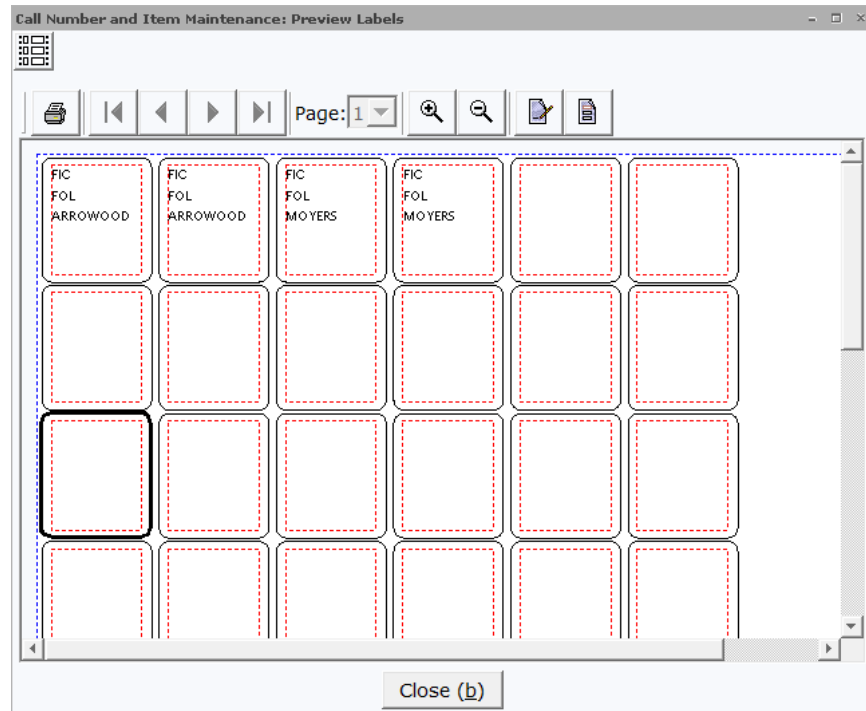 Call Number and Item Maintenance: Preview Labels
Page: 1
FIC FIC FIC FIC
FOL FOL FOL FOL
ARROWOOD ARROWOOD MOYERS MOYERS
Close (b)